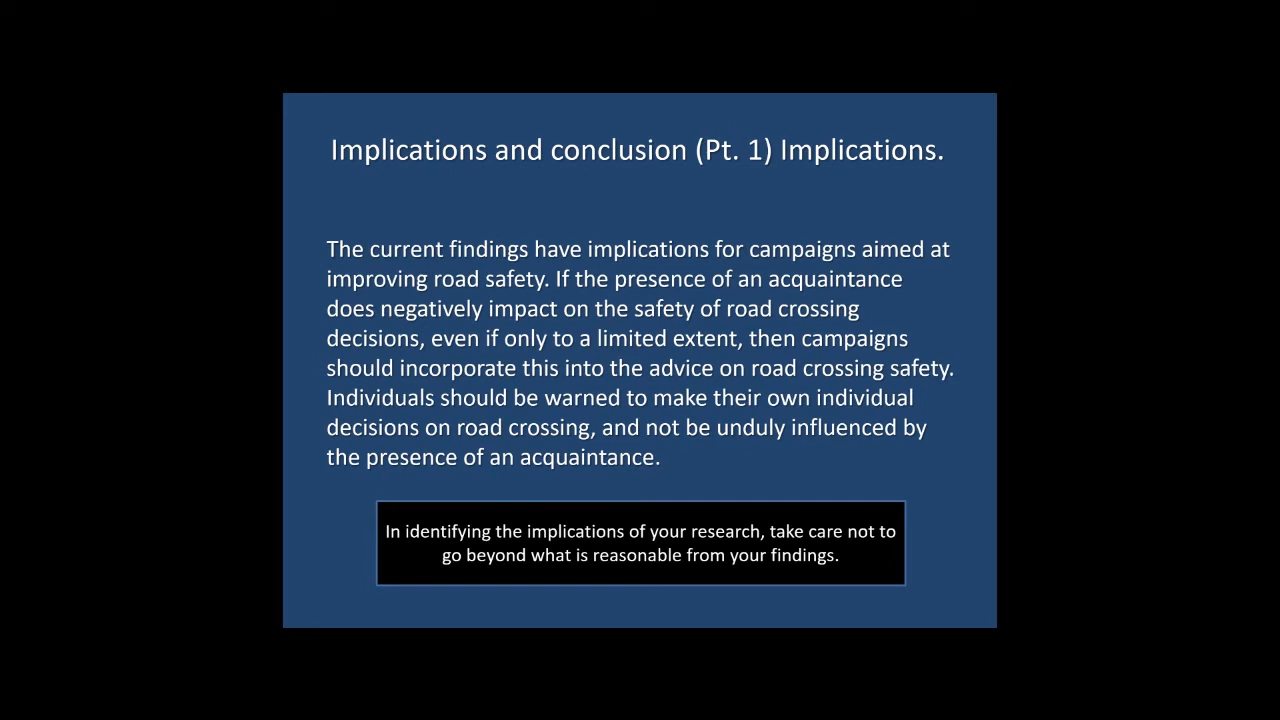 Implications and conclusion (Pt. 1) Implications.
The current findings have implications for campaigns aimed at
improving road safety. If the presence of an acquaintance
does negatively impact on the safety of road crossing
decisions, even if only to a limited extent, then campaigns
should incorporate this into the advice on road crossing safety.
Individuals should be warned to make their own individual
decisions on road crossing, and not be unduly influenced by
the presence of an acquaintance.
In identifying the implications of your research, take care not to
go beyond what is reasonable from your findings.